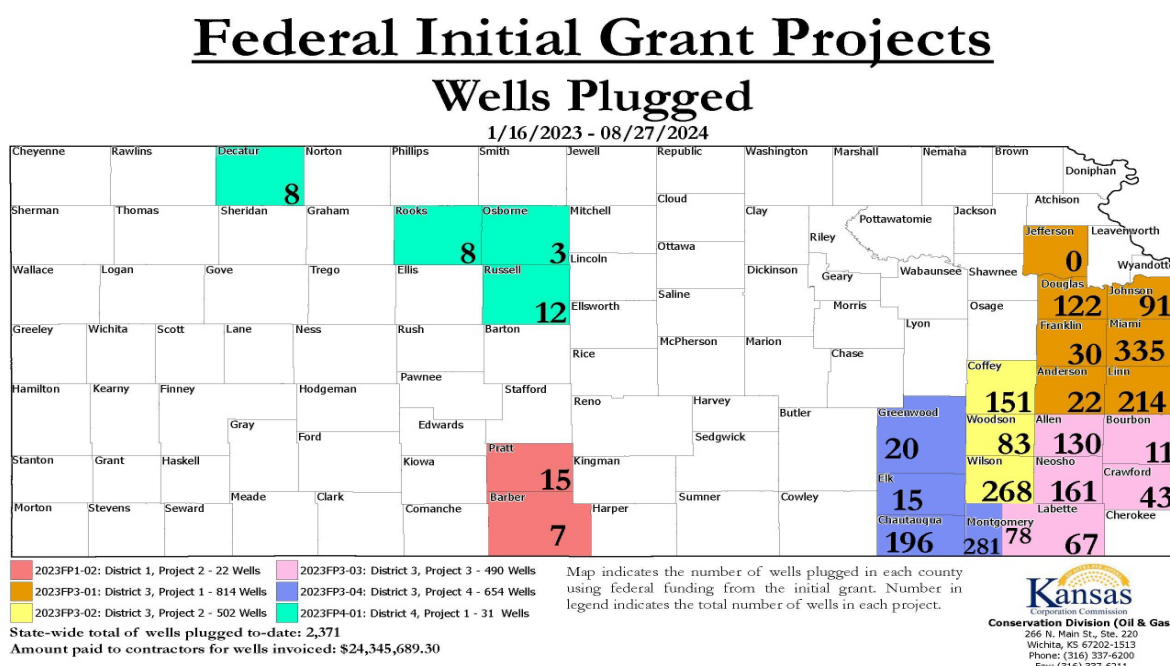 Federal Initial Grant Projects
Wells Plugged
1/16/2023 - 08/27/2024
Cheyenne Rawlins Decatur Norton Phillips Smith Jewell Republic Washington Marshall Nemaha Brown
Doniphan
8
Cloud Atchison
Sherman Thomas Sheridan Graham Rooks Osborne Mitchell Clay Pottawatomie Jackson
Riley Jefferson Leavenworth
8 3 Lincoln Ottawa 0
Wallace Logan Gove Trego Ellis Russell Dickinson Geary Wabaunsee Shawnee Wyandott
12 Ellsworth Saline Morris Osage Douglas Johnson
122 91
Greeley Wichita Scott Lane Ness Rush Barton Lyon Franklin Miami
30 335
Rice McPherson Marion Chase
Pawnee Coffey Anderson Linn
151 22 214
Hamilton Kearny Finney Hodgeman Stafford
Reno Harvey Butler Greenwood
Gray Edwards Woodson Allen Bourbon
20 83 130 11
Ford Sedgwick
Pratt
Stanton Grant Haskell Kiowa 15 Kingman Wilson Neosho Crawford
Elk 268 161 43
15
Meade Clark Barber Sumner Cowley
Morton Stevens Seward Comanche Harper Labette Cherokee
7 Chautauqua Montgomery 78
196 281 67
2023FP1-02: District 1, Project 2 - 22 Wells
2023FP3-01: District 3, Project 1 - 814 Wells
2023FP3-02: District 3, Project 2 - 502 Wells
2023FP3-03: District 3, Project 3 - 490 Wells
2023FP3-04: District 3, Project 4 - 654 Wells
2023FP4-01: District 4, Project 1 - 31 Wells
State-wide total of wells plugged to-date: 2,371
Amount paid to contractors for wells invoiced: $24,345,689.30
Map indicates the number of wells plugged in each county
using federal funding from the initial grant. Number in
legend indicates the total number of wells in each project.
Kansas
Corporation Commission
Conservation Division (Oil & Gas
266 N. Main St., Ste. 220
Wichita, KS 67202-1513
Phone: (316) 337-6200
Fax: (316) 337-6211